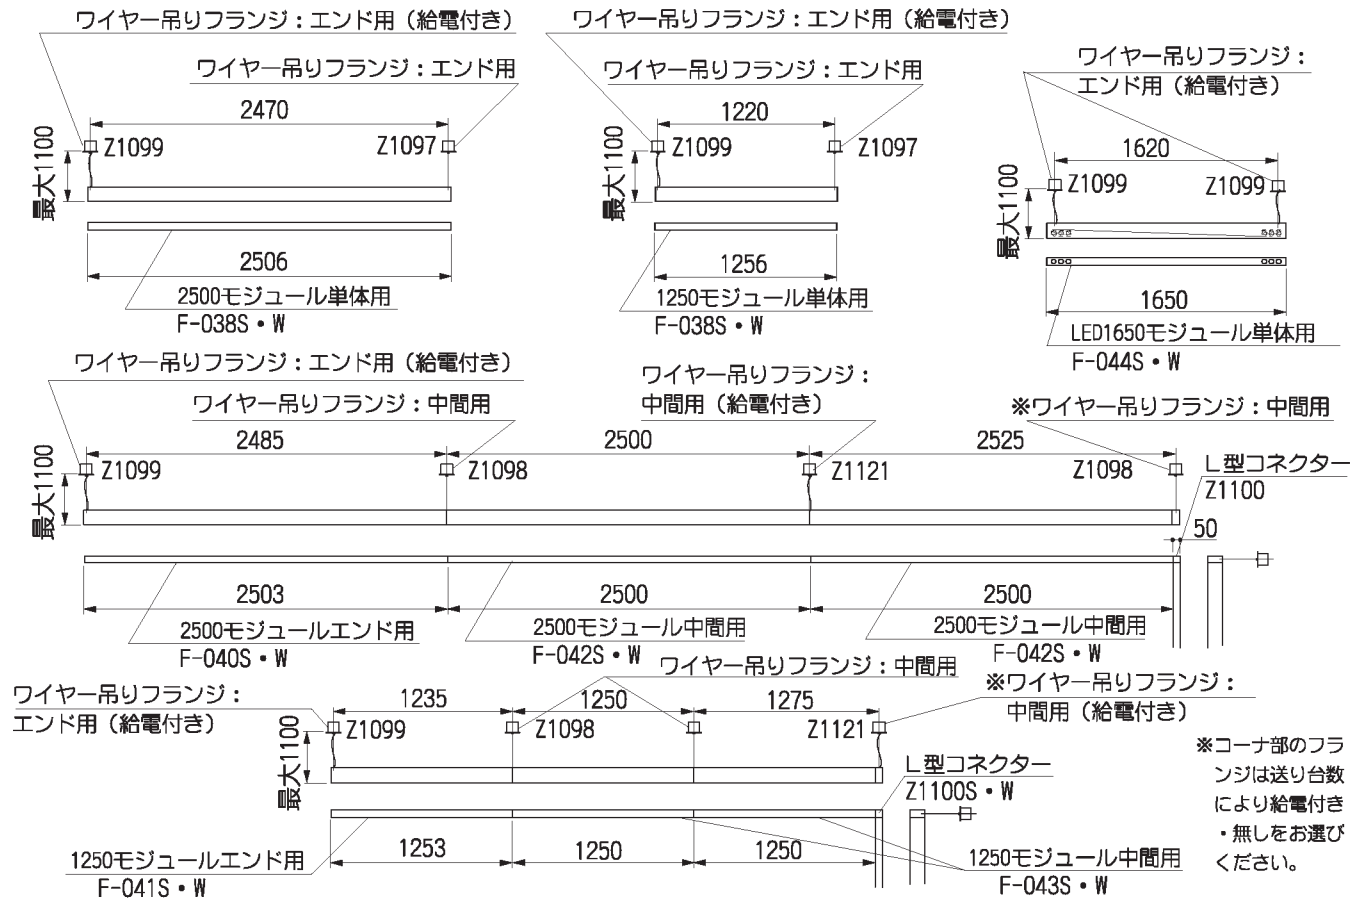 ワイヤー吊りフランジ：エンド用（給電付き）
ワイヤー吊りフランジ：エンド用
2470
Z1099
Z1097
最大1100
2506
2500モジュール単体用
F-038S・W
ワイヤー吊りフランジ：エンド用（給電付き）
ワイヤー吊りフランジ：エンド用
1220
Z1099
Z1097
最大1100
1256
1250モジュール単体用
F-038S・W
ワイヤー吊りフランジ：
エンド用（給電付き）
1620
Z1099
Z1099
最大1100
1650
LED1650モジュール単体用
F-044S・W
ワイヤー吊りフランジ：エンド用（給電付き）
ワイヤー吊りフランジ：中間用
ワイヤー吊りフランジ：
中間用（給電付き）
※ワイヤー吊りフランジ：中間用
2485
2500
2525
Z1099
Z1098
Z1121
Z1098
最大1100
L型コネクター
Z1100
50
2503
2500
2500
2500モジュールエンド用
F-040S・W
2500モジュール中間用
F-042S・W
2500モジュール中間用
F-042S・W
ワイヤー吊りフランジ：
エンド用（給電付き）
ワイヤー吊りフランジ：中間用
※ワイヤー吊りフランジ：
中間用（給電付き）
1235
1250
1275
Z1099
Z1098
Z1121
最大1100
L型コネクター
Z1100S・W
1253
1250
1250
1250モジュールエンド用
F-041S・W
1250モジュール中間用
F-043S・W
※コーナ部のフラ
ンジは送り台数
により給電付き
・無しをお選び
ください。